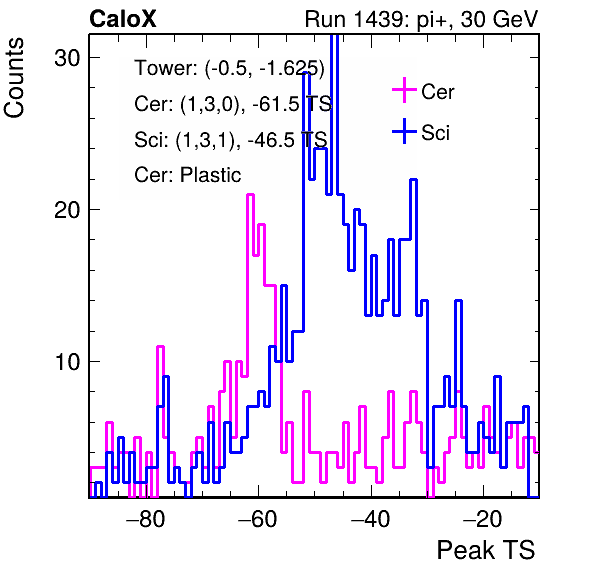 CaloX Run 1439: pi+, 30 GeV
Counts
Tower: (-0.5, -1.625)
Cer: (1,3,0), -61.5 TS
Sci: (1,3,1), -46.5 TS
Cer: Plastic
Cer
Sci
30
20
10
−80 −60 −40 −20
Peak TS